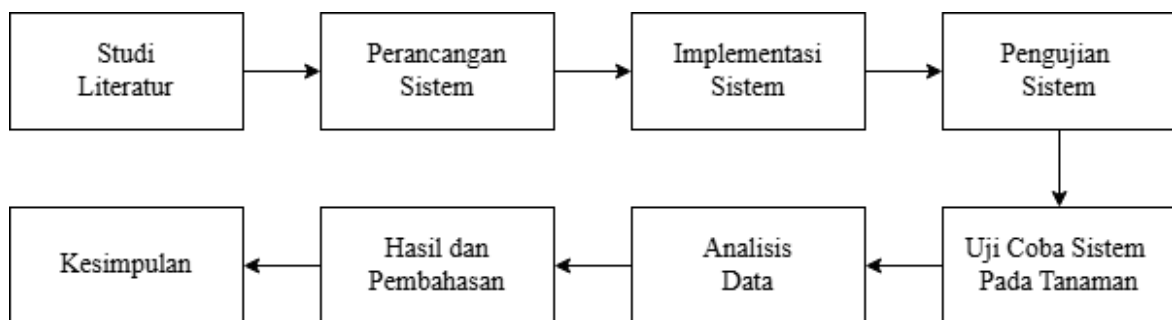 Studi
Literatur
Perancangan
Sistem
Implementasi
Sistem
Pengujian
Sistem
Uji Coba Sistem
Pada Tanaman
Analisis
Data
Hasil dan
Pembahasan
Kesimpulan